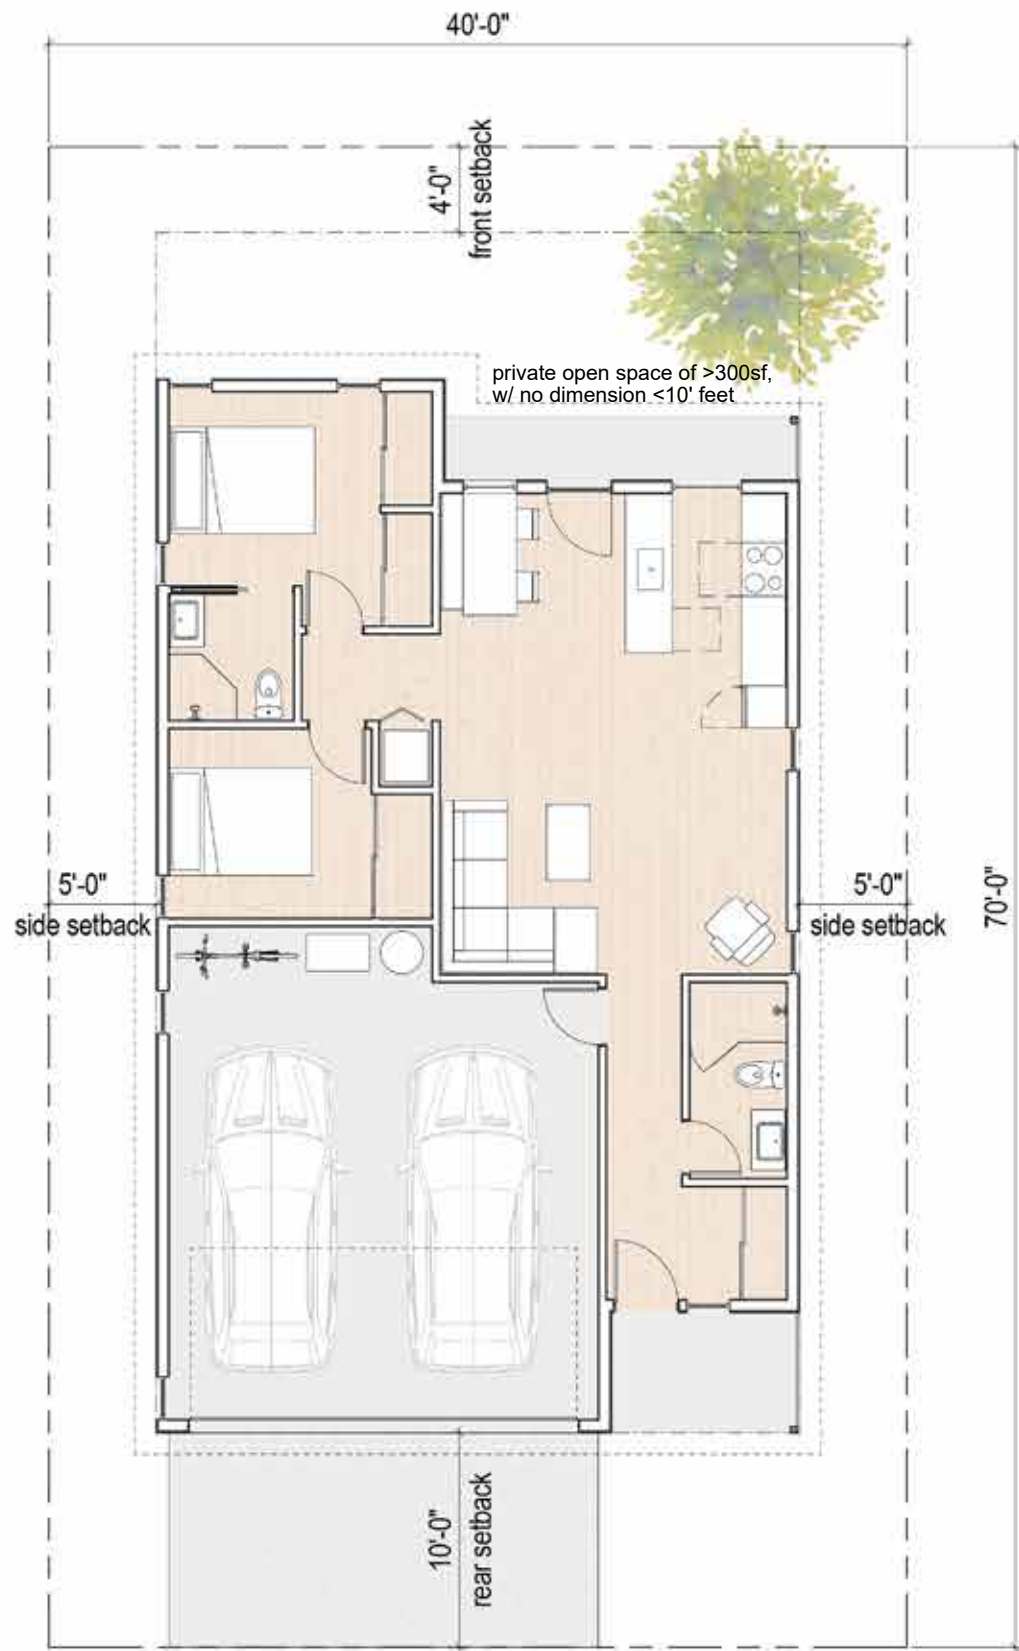 40'-0"
4'-0"
front setback
private open space of >300sf,
w/ no dimension <10' feet
5'-0"
side setback
5'-0"
side setback
70'-0"
10'-0"
rear setback